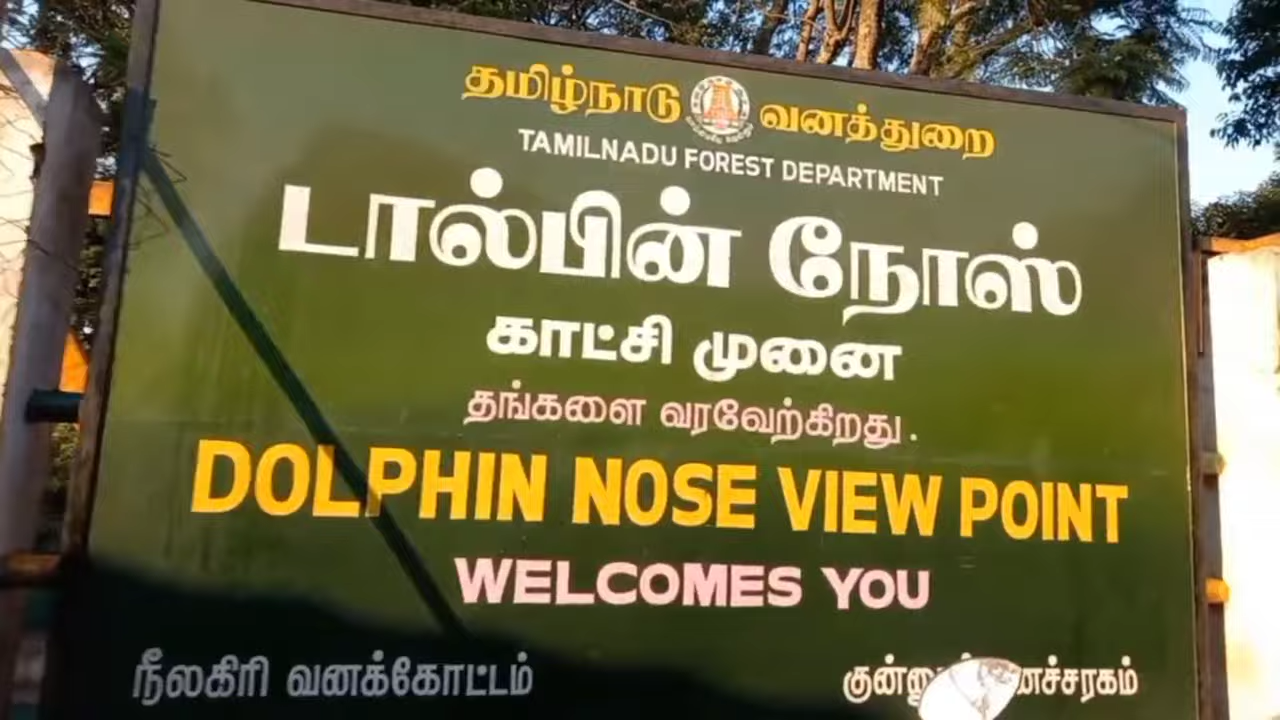 தமிழ்நாடு வனத்துறை
TAMILNADU FOREST DEPARTMENT
டால்பின் நோஸ்
காட்சி முனை
தங்களை வரவேற்கிறது.
DOLPHIN NOSE VIEW POINT
WELCOMES YOU
நீலகிரி வனக்கோட்டம்